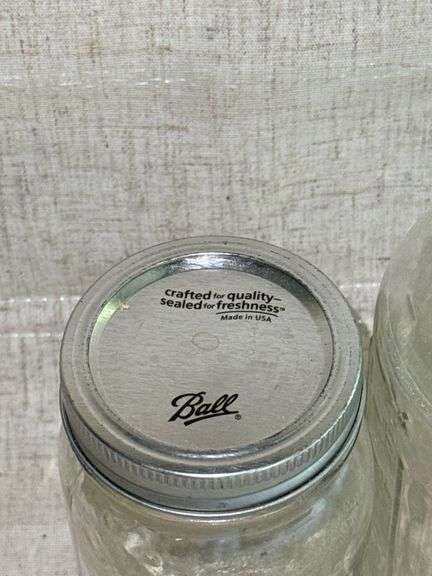 crafted for quality–
sealed for freshness™
Made in USA
Ball®